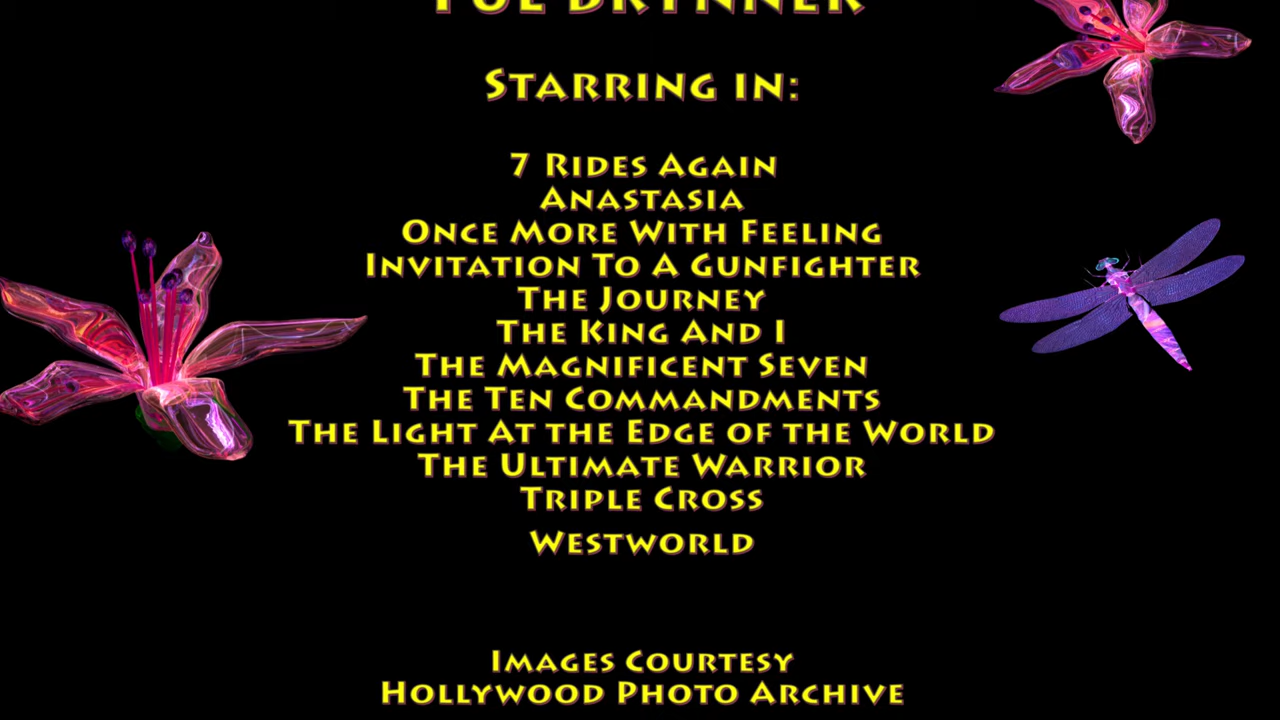 Yul Brynner
Starring in:
7 Rides Again
Anastasia
Once More With Feeling
Invitation To A Gunfighter
The Journey
The King And I
The Magnificent Seven
The Ten Commandments
The Light At the Edge of the World
The Ultimate Warrior
Triple Cross
Westworld
Images Courtesy
Hollywood Photo Archive